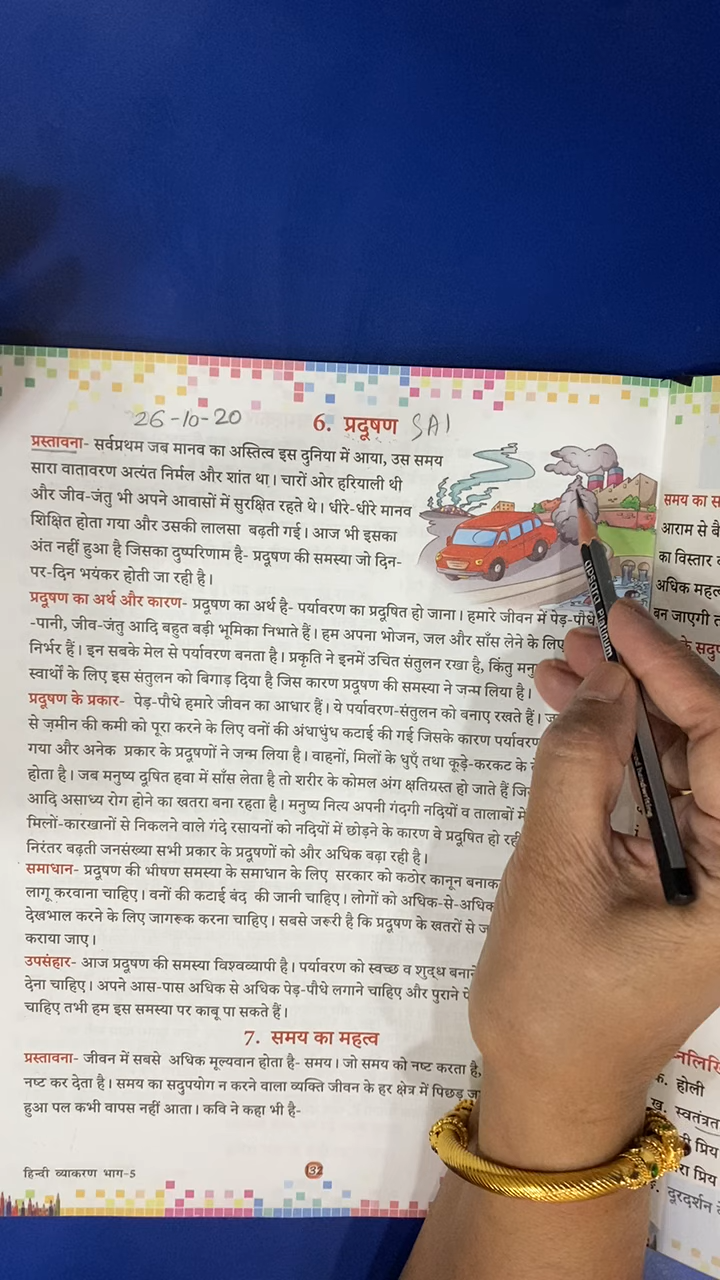 26-10-20 6. प्रदूषण SAI
प्रस्तावना- सर्वप्रथम जब मानव का अस्तित्व इस दुनिया में आया, उस समय
सारा वातावरण अत्यंत निर्मल और शांत था। चारों ओर हरियाली थी
और जीव-जंतु भी अपने आवासों में सुरक्षित रहते थे। धीरे-धीरे मानव
शिक्षित होता गया और उसकी लालसा बढ़ती गई। आज भी इसका
अंत नहीं हुआ है जिसका दुष्परिणाम है- प्रदूषण की समस्या जो दिन-
पर-दिन भयंकर होती जा रही है।
प्रदूषण का अर्थ और कारण- प्रदूषण का अर्थ है- पर्यावरण का प्रदूषित हो जाना। हमारे जीवन में पेड़-पौधे
-पानी, जीव-जंतु आदि बहुत बड़ी भूमिका निभाते हैं। हम अपना भोजन, जल और साँस लेने के लिए
निर्भर हैं। इन सबके मेल से पर्यावरण बनता है। प्रकृति ने इनमें उचित संतुलन रखा है, किंतु
स्वार्थों के लिए इस संतुलन को बिगाड़ दिया है जिस कारण प्रदूषण की समस्या ने जन्म लिया है।
प्रदूषण के प्रकार- पेड़-पौधे हमारे जीवन का आधार हैं। ये पर्यावरण-संतुलन को बनाए रखते हैं।
से ज़मीन की कमी को पूरा करने के लिए वनों की अंधाधुंध कटाई की गई जिसके कारण पर्यावरण
गया और अनेक प्रकार के प्रदूषणों ने जन्म लिया है। वाहनों, मिलों के धुएँ तथा कूड़े-करकट के
होता है। जब मनुष्य दूषित हवा में साँस लेता है तो शरीर के कोमल अंग क्षतिग्रस्त हो जाते हैं
आदि असाध्य रोग होने का खतरा बना रहता है। मनुष्य नित्य अपनी गंदगी नदियों व तालाबों में
मिलों-कारखानों से निकलने वाले गंदे रसायनों को नदियों में छोड़ने के कारण वे प्रदूषित हो
निरंतर बढ़ती जनसंख्या सभी प्रकार के प्रदूषणों को और अधिक बढ़ा रही है।
समाधान- प्रदूषण की भीषण समस्या के समाधान के लिए सरकार को कठोर कानून
लागू करवाना चाहिए। वनों की कटाई बंद की जानी चाहिए। लोगों को अधिक-से-अधिक
देखभाल करने के लिए जागरूक करना चाहिए। सबसे जरूरी है कि प्रदूषण के खतरों से
कराया जाए।
उपसंहार- आज प्रदूषण की समस्या विश्वव्यापी है। पर्यावरण को स्वच्छ व शुद्ध
देना चाहिए। अपने आस-पास अधिक से अधिक पेड़-पौधे लगाने चाहिए और पुराने
चाहिए तभी हम इस समस्या पर काबू पा सकते हैं।
7. समय का महत्व
प्रस्तावना- जीवन में सबसे अधिक मूल्यवान होता है- समय। जो समय को नष्ट करता है,
नष्ट कर देता है। समय का सदुपयोग न करने वाला व्यक्ति जीवन के हर क्षेत्र में पिछड़
हुआ पल कभी वापस नहीं आता। कवि ने कहा भी है-
हिन्दी व्याकरण भाग-5
समय का
आराम से
का विस्तार
अधिक
बन जाएगी
क. होली
ख.
प्रिय
प्रिय
दूरदर्शन
apsara Platinum